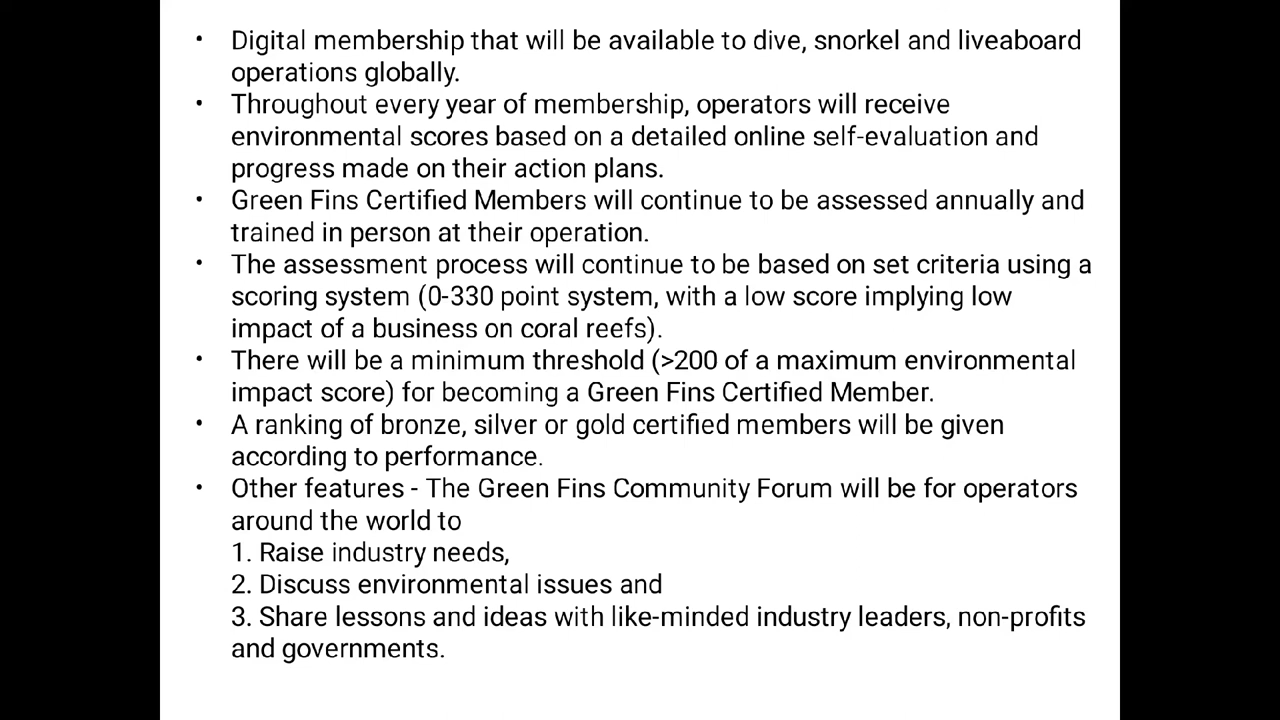 • Digital membership that will be available to dive, snorkel and liveaboard
operations globally.
• Throughout every year of membership, operators will receive
environmental scores based on a detailed online self-evaluation and
progress made on their action plans.
• Green Fins Certified Members will continue to be assessed annually and
trained in person at their operation.
• The assessment process will continue to be based on set criteria using a
scoring system (0-330 point system, with a low score implying low
impact of a business on coral reefs).
• There will be a minimum threshold (>200 of a maximum environmental
impact score) for becoming a Green Fins Certified Member.
• A ranking of bronze, silver or gold certified members will be given
according to performance.
• Other features - The Green Fins Community Forum will be for operators
around the world to
1. Raise industry needs,
2. Discuss environmental issues and
3. Share lessons and ideas with like-minded industry leaders, non-profits
and governments.